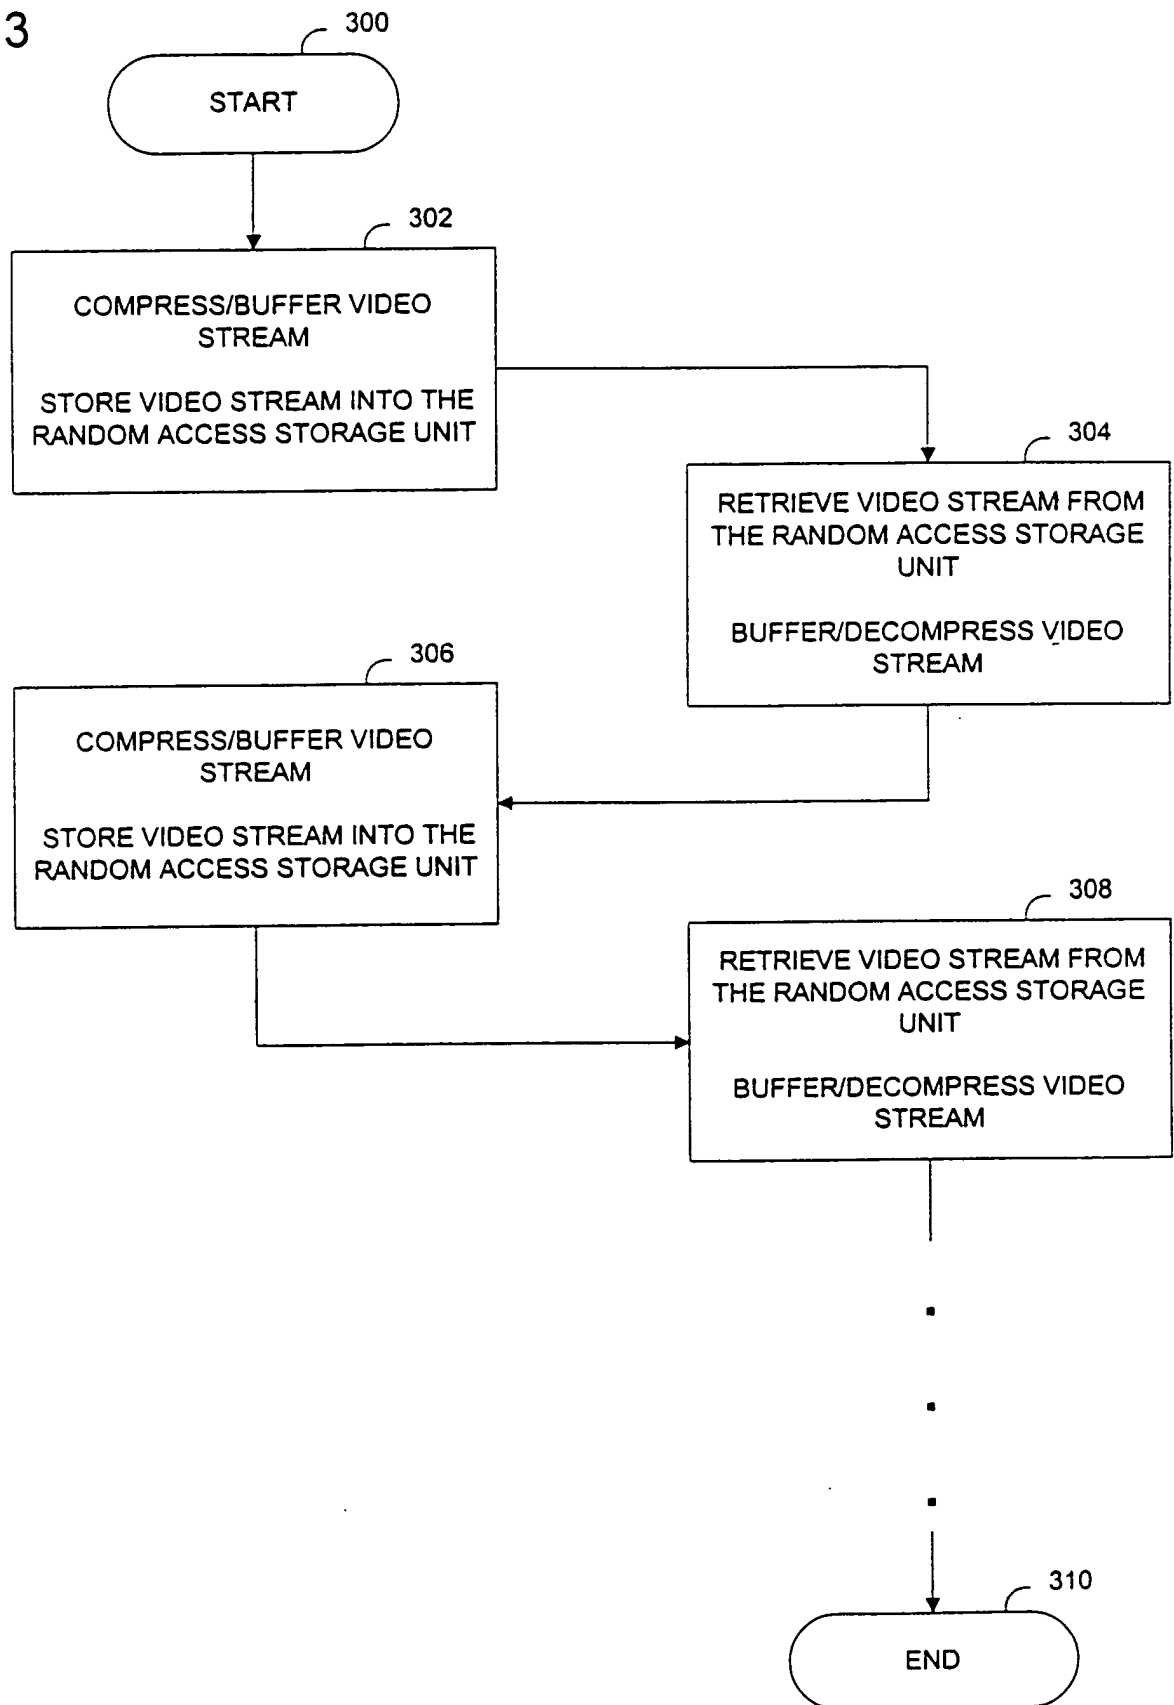 3
300
START
302
COMPRESS/BUFFER VIDEO
STREAM
STORE VIDEO STREAM INTO THE
RANDOM ACCESS STORAGE UNIT
304
RETRIEVE VIDEO STREAM FROM
THE RANDOM ACCESS STORAGE
UNIT
BUFFER/DECOMPRESS VIDEO
STREAM
306
COMPRESS/BUFFER VIDEO
STREAM
STORE VIDEO STREAM INTO THE
RANDOM ACCESS STORAGE UNIT
308
RETRIEVE VIDEO STREAM FROM
THE RANDOM ACCESS STORAGE
UNIT
BUFFER/DECOMPRESS VIDEO
STREAM
310
END